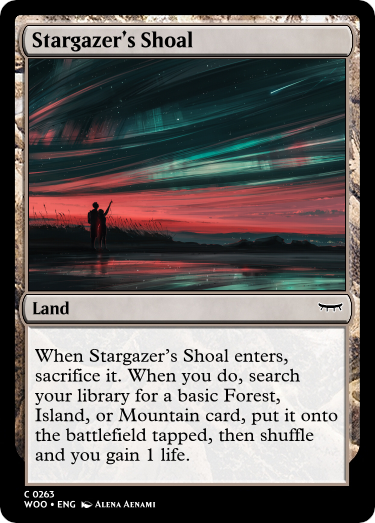 Stargazer's Shoal
Land
When Stargazer's Shoal enters,
sacrifice it. When you do, search
your library for a basic Forest,
Island, or Mountain card, put it onto
the battlefield tapped, then shuffle
and you gain 1 life.
C 0263
WOO • ENG Alena Aenami